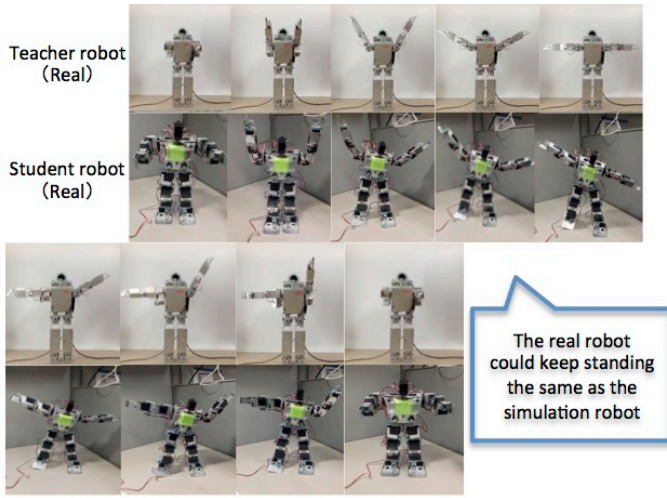 Teacher robot
(Real)
Student robot
(Real)
The real robot
could keep standing
the same as the
simulation robot